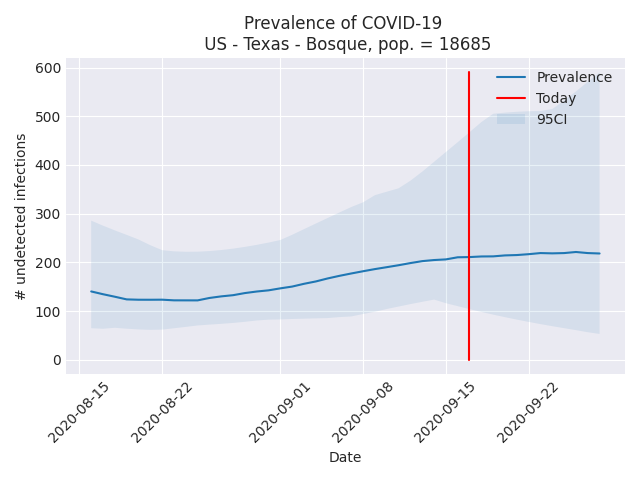 Prevalence of COVID-19
US - Texas - Bosque, pop. = 18685
Prevalence
Today
95CI
600
500
400
300
200
100
0
# undetected infections
2020-08-15
2020-08-22
2020-09-01
2020-09-08
2020-09-15
2020-09-22
Date